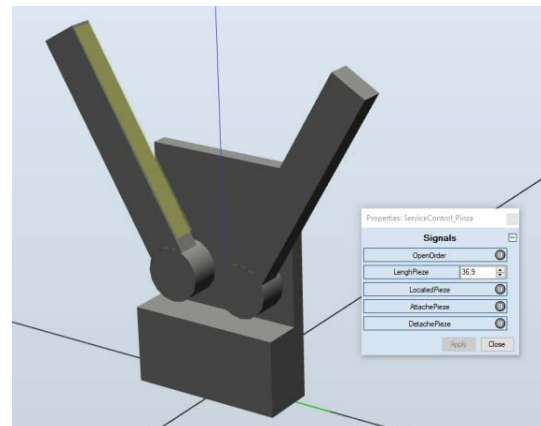 Properties: ServiceControl_Pinza
Signals
OpenOrder
LenghPieze 36,9
LocatedPieze
AttachePieze
DetachePieze
Apply Close